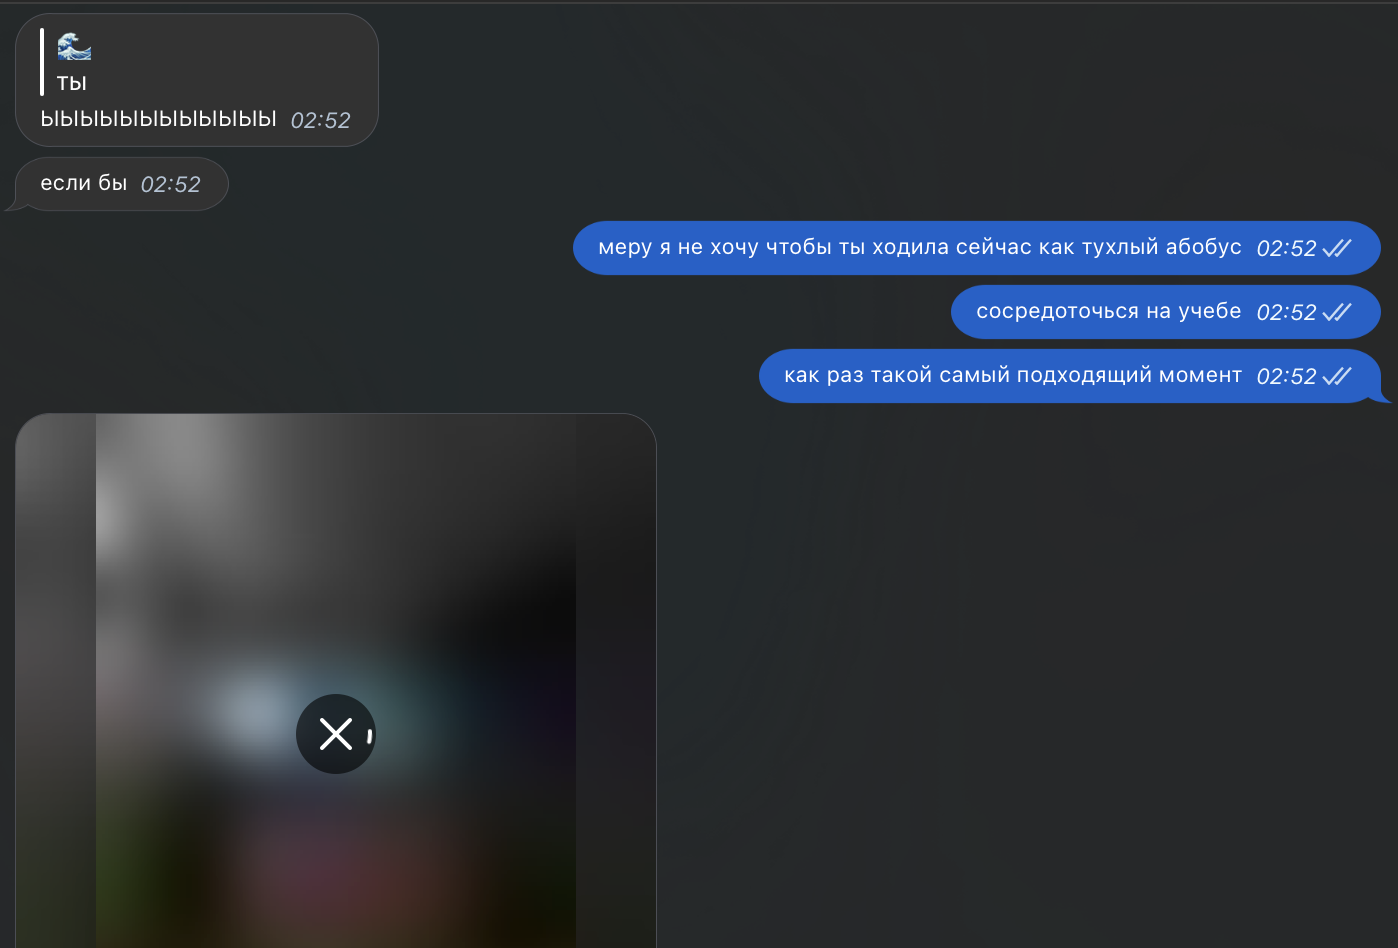 🌊
ты
ыыыыыыыыыыыы 02:52
если бы 02:52
меру я не хочу чтобы ты ходила сейчас как тухлый абобус 02:52
сосредоточься на учебе 02:52
как раз такой самый подходящий момент 02:52